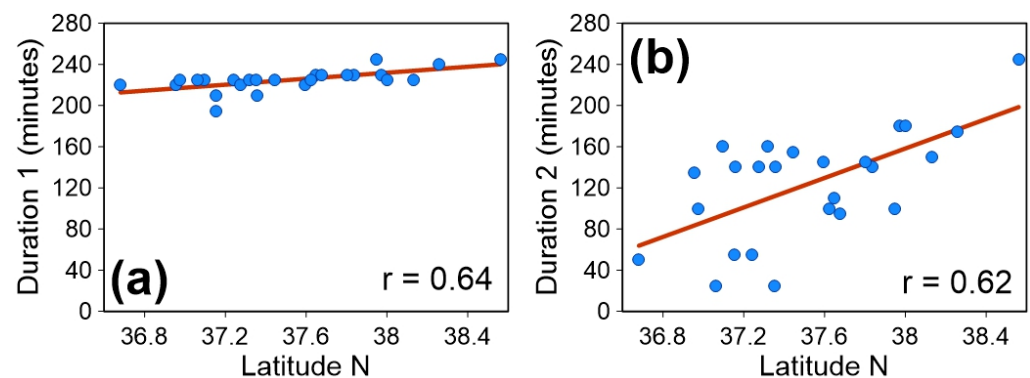 280
240
200
160
120
80
40
0
Duration 1 (minutes)
(a)
r = 0.64
36.8 37.2 37.6 38 38.4
Latitude N
280
240
200
160
120
80
40
0
Duration 2 (minutes)
(b)
r = 0.62
36.8 37.2 37.6 38 38.4
Latitude N